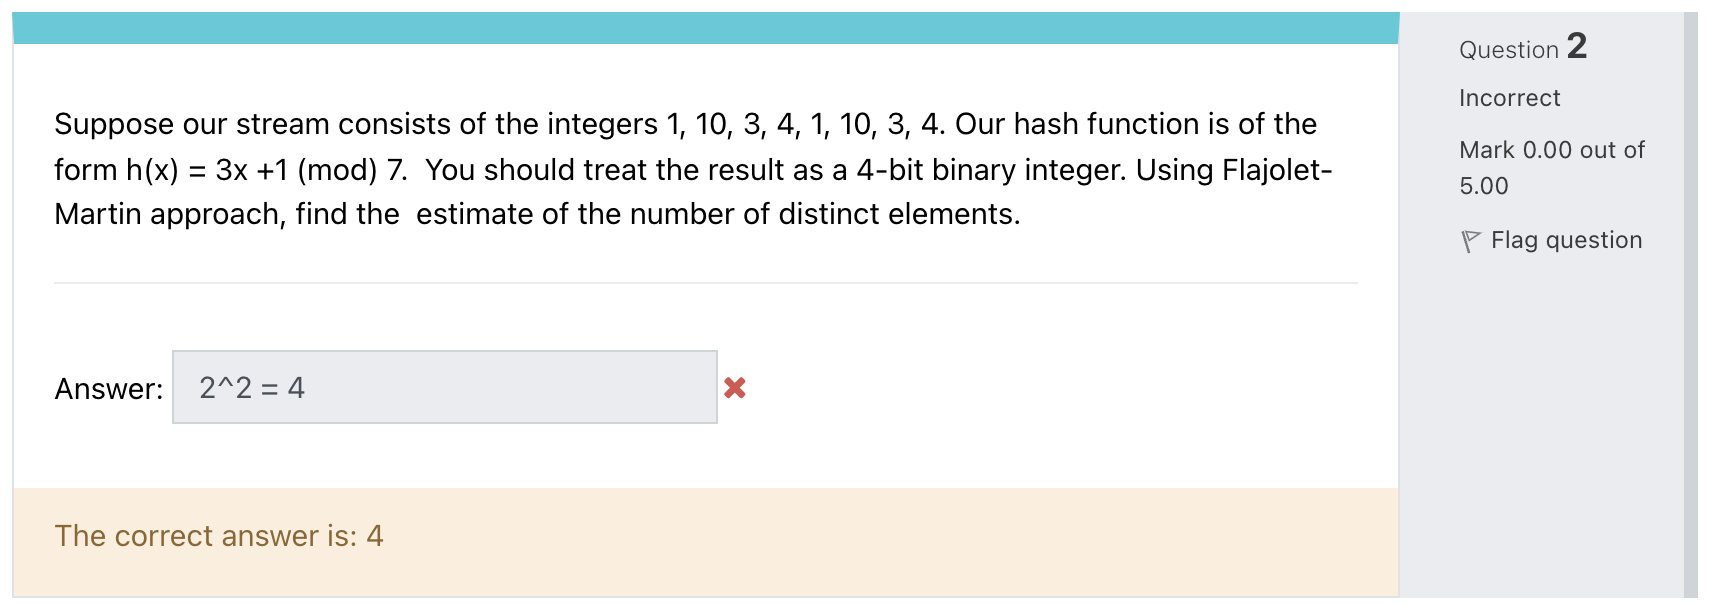 Suppose our stream consists of the integers 1, 10, 3, 4, 1, 10, 3, 4. Our hash function is of the
form h(x) = 3x +1 (mod) 7.  You should treat the result as a 4-bit binary integer. Using Flajolet-
Martin approach, find the  estimate of the number of distinct elements.
Answer: 2^2 = 4
The correct answer is: 4
Question 2
Incorrect
Mark 0.00 out of
5.00
Flag question